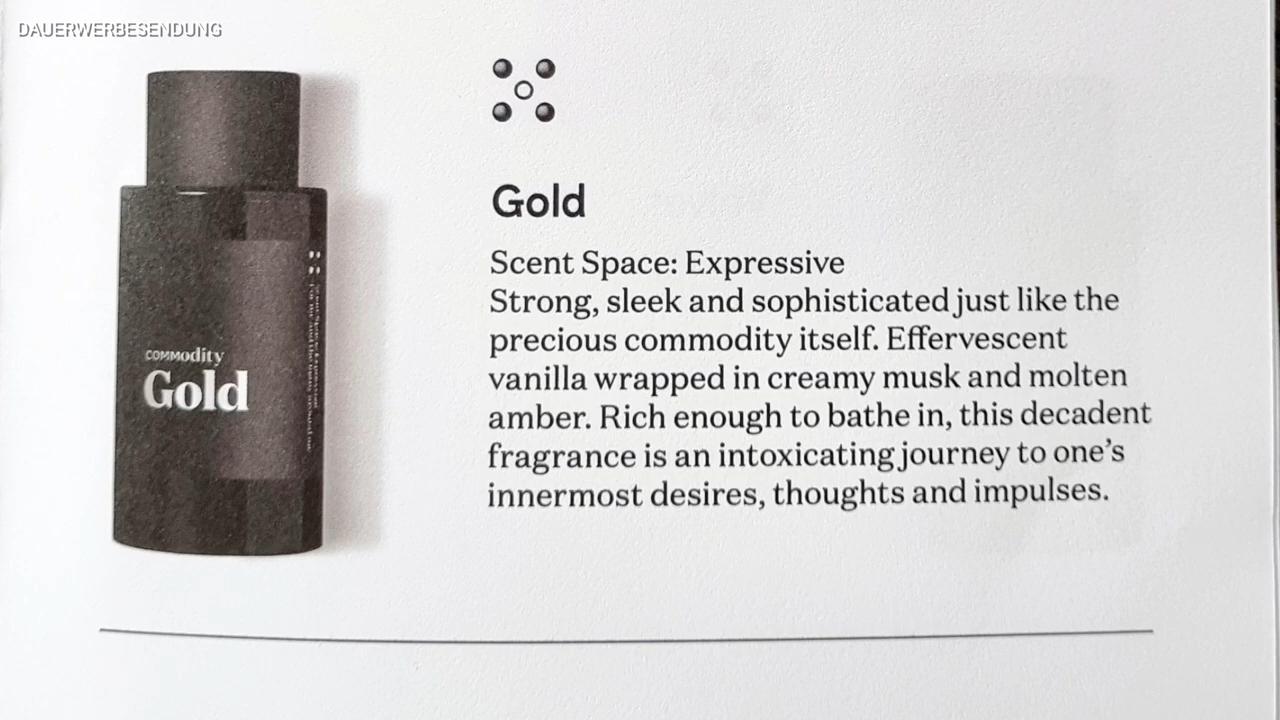 DAUERWERBESENDUNG
COMModity
Gold
Gold
Scent Space: Expressive
Strong, sleek and sophisticated just like the
precious commodity itself. Effervescent
vanilla wrapped in creamy musk and molten
amber. Rich enough to bathe in, this decadent
fragrance is an intoxicating journey to one’s
innermost desires, thoughts and impulses.